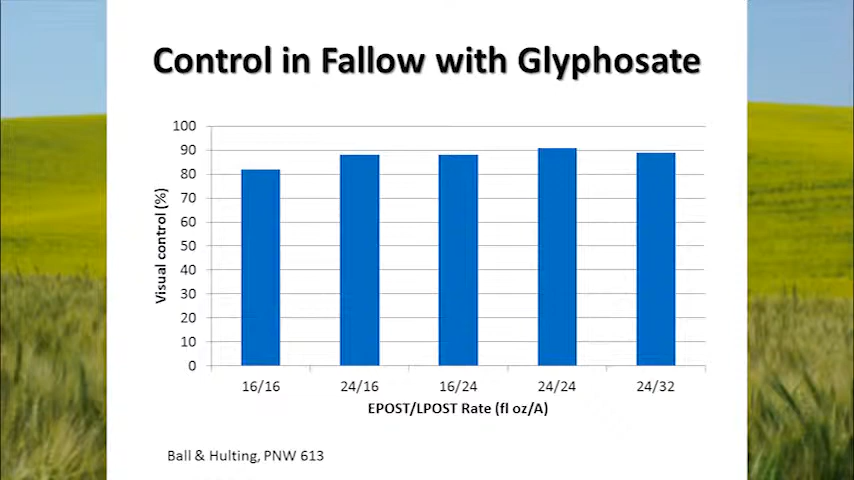 Control in Fallow with Glyphosate
100
90
80
70
60
50
40
30
20
10
0
Visual control (%)
16/16 24/16 16/24 24/24 24/32
EPOST/LPOST Rate (fl oz/A)
Ball & Hulting, PNW 613